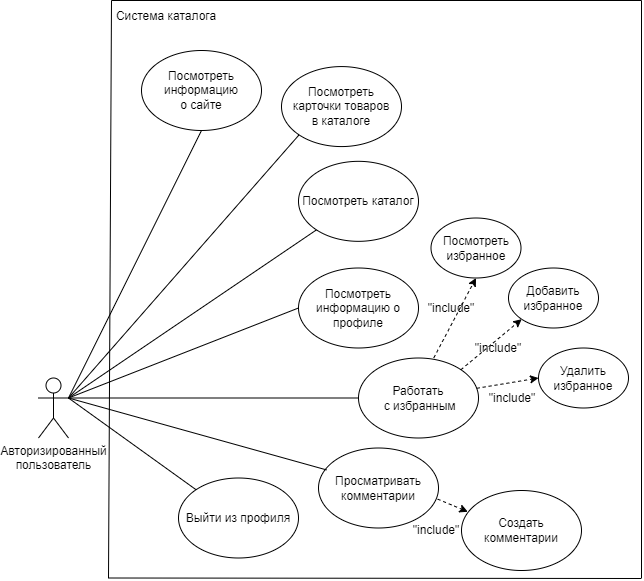 Система каталога
Посмотреть
информацию
о сайте
Посмотреть
карточки товаров
в каталоге
Посмотреть каталог
Посмотреть
избранное
Посмотреть
информацию о
профиле
"include"
Добавить
избранное
"include"
Удалить
избранное
"include"
Работать
с избранным
Авторизированный
пользователь
Просматривать
комментарии
Выйти из профиля
"include"
Создать
комментарии